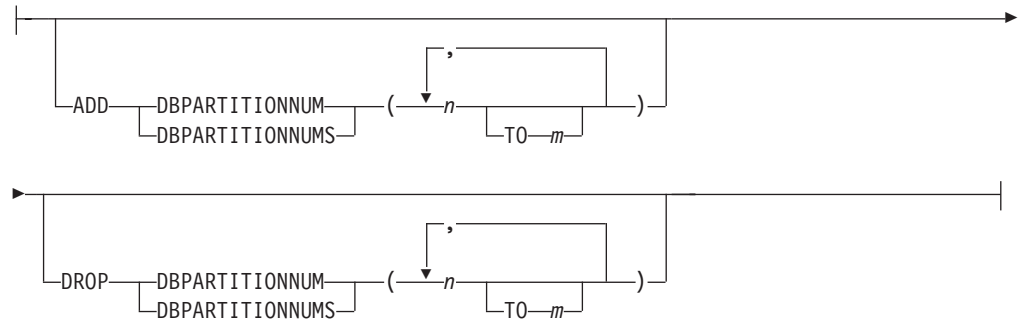 ,
ADD DBPARTITIONNUM ( n )
DBPARTITIONNUMS TO m
,
DROP DBPARTITIONNUM ( n )
DBPARTITIONNUMS TO m